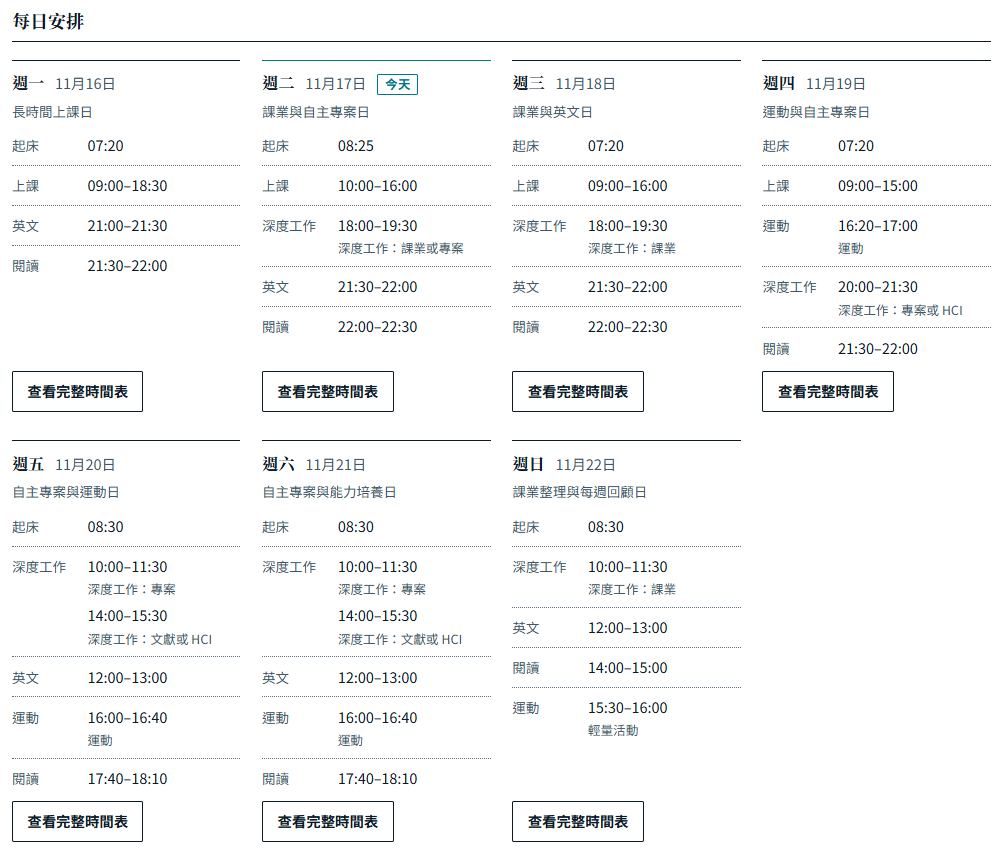 每日安排
週一 11月16日
長時間上課日
起床 07:20
上課 09:00–18:30
英文 21:00–21:30
閱讀 21:30–22:00
查看完整時間表
週二 11月17日 今天
課業與自主專案日
起床 08:25
上課 10:00–16:00
深度工作 18:00–19:30
深度工作：課業或專案
英文 21:30–22:00
閱讀 22:00–22:30
查看完整時間表
週三 11月18日
課業與英文日
起床 07:20
上課 09:00–16:00
深度工作 18:00–19:30
深度工作：課業
英文 21:30–22:00
閱讀 22:00–22:30
查看完整時間表
週四 11月19日
運動與自主專案日
起床 07:20
上課 09:00–15:00
運動 16:20–17:00
運動
深度工作 20:00–21:30
深度工作：專案或 HCI
閱讀 21:30–22:00
查看完整時間表
週五 11月20日
自主專案與運動日
起床 08:30
深度工作 10:00–11:30
深度工作：專案
14:00–15:30
深度工作：文獻或 HCI
英文 12:00–13:00
運動 16:00–16:40
運動
閱讀 17:40–18:10
查看完整時間表
週六 11月21日
自主專案與能力培養日
起床 08:30
深度工作 10:00–11:30
深度工作：專案
14:00–15:30
深度工作：文獻或 HCI
英文 12:00–13:00
運動 16:00–16:40
運動
閱讀 17:40–18:10
查看完整時間表
週日 11月22日
課業整理與每週回顧日
起床 08:30
深度工作 10:00–11:30
深度工作：課業
英文 12:00–13:00
閱讀 14:00–15:00
運動 15:30–16:00
輕量活動
查看完整時間表